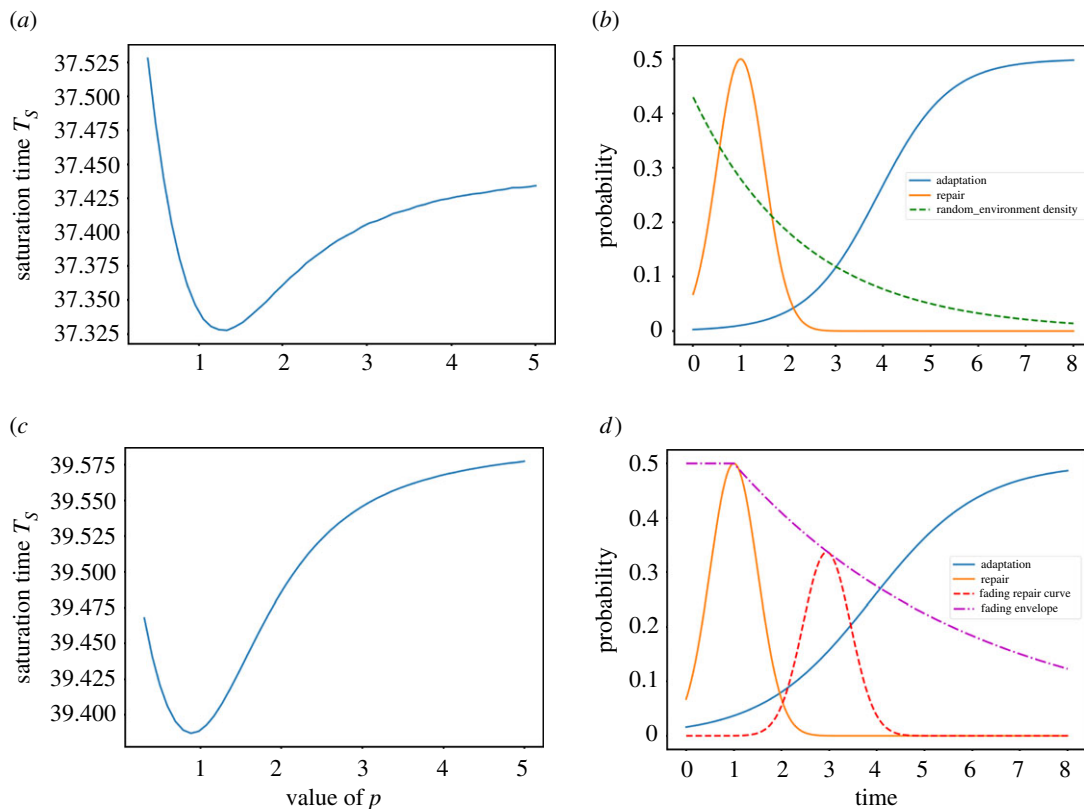 (a)
saturation time TS
37.525
37.500
37.475
37.450
37.425
37.400
37.375
37.350
37.325
1 2 3 4 5
(b)
probability
0.5
0.4
0.3
0.2
0.1
0
0 1 2 3 4 5 6 7 8
adaptation
repair
random_environment density
(c
saturation time TS
39.575
39.550
39.525
39.500
39.475
39.450
39.425
39.400
1 2 3 4 5
value of p
d)
probability
0.5
0.4
0.3
0.2
0.1
0
0 1 2 3 4 5 6 7 8
time
adaptation
repair
fading repair curve
fading envelope